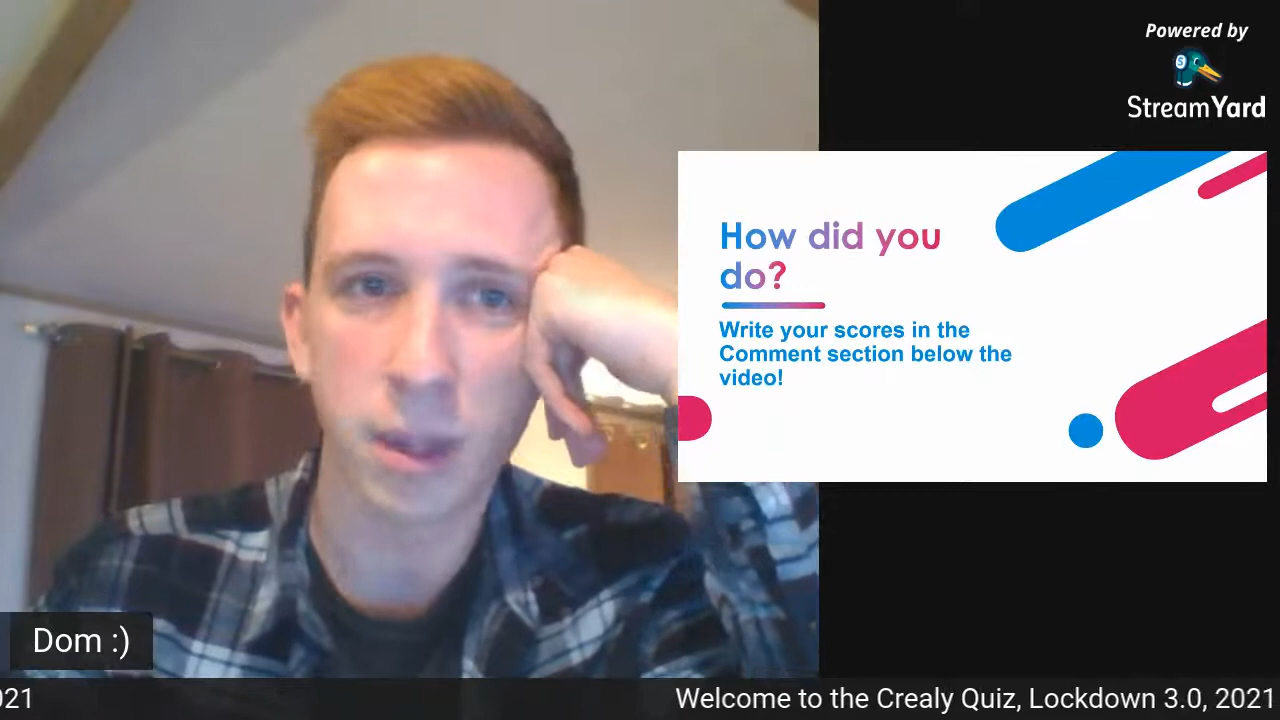 Powered by
StreamYard
How did you
do?
Write your scores in the
Comment section below the
video!
Dom :)
021
Welcome to the Crealy Quiz, Lockdown 3.0, 2021